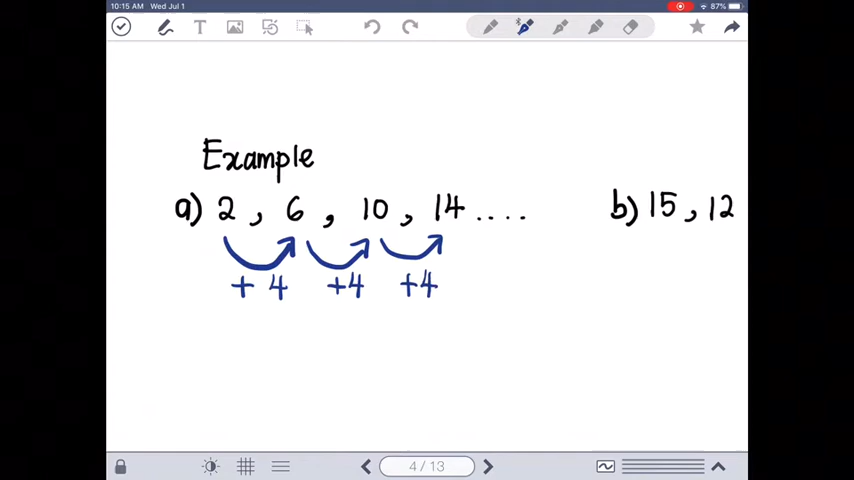 10:15 AM Wed Jul 1
87%
T
Example
a) 2 , 6 , 10 , 14 ....
b) 15 , 12
+ 4 +4 +4
4 / 13